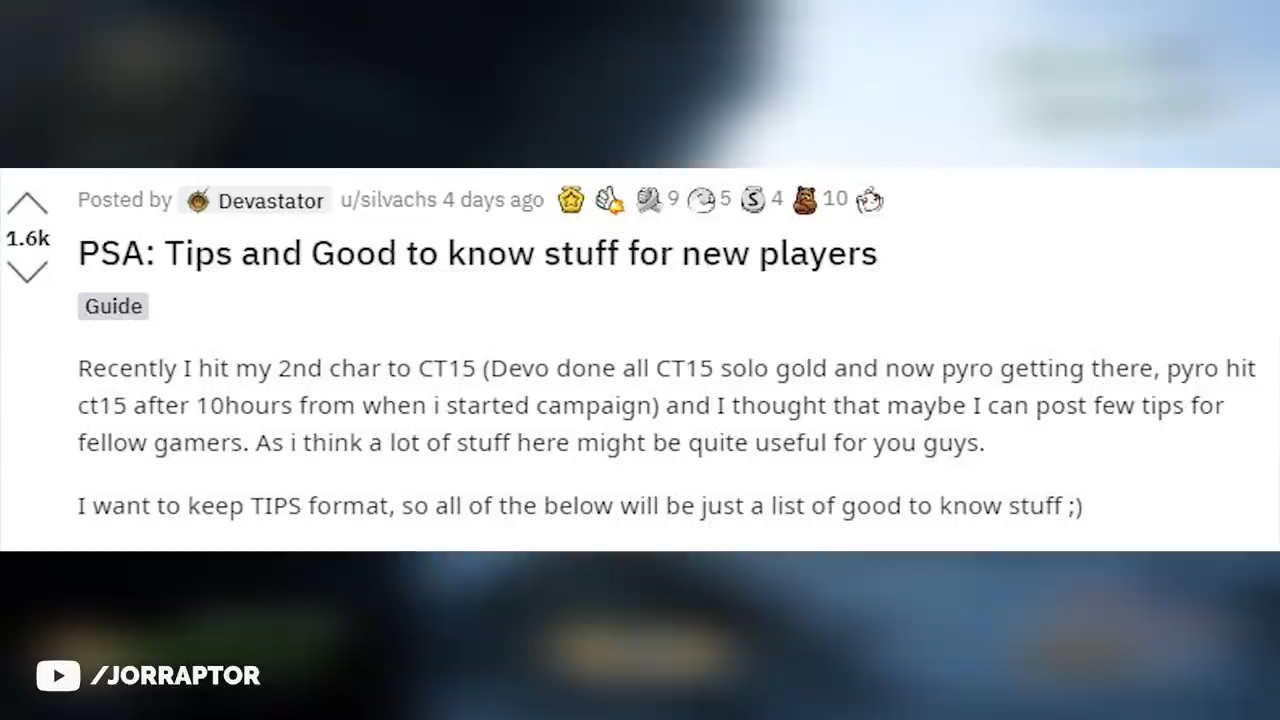 Posted by Devastator u/silvachs 4 days ago 9 5 S 4 10
1.6k
PSA: Tips and Good to know stuff for new players
Guide
Recently I hit my 2nd char to CT15 (Devo done all CT15 solo gold and now pyro getting there, pyro hit
ct15 after 10hours from when i started campaign) and I thought that maybe I can post few tips for
fellow gamers. As i think a lot of stuff here might be quite useful for you guys.
I want to keep TIPS format, so all of the below will be just a list of good to know stuff ;)
/JORRAPTOR